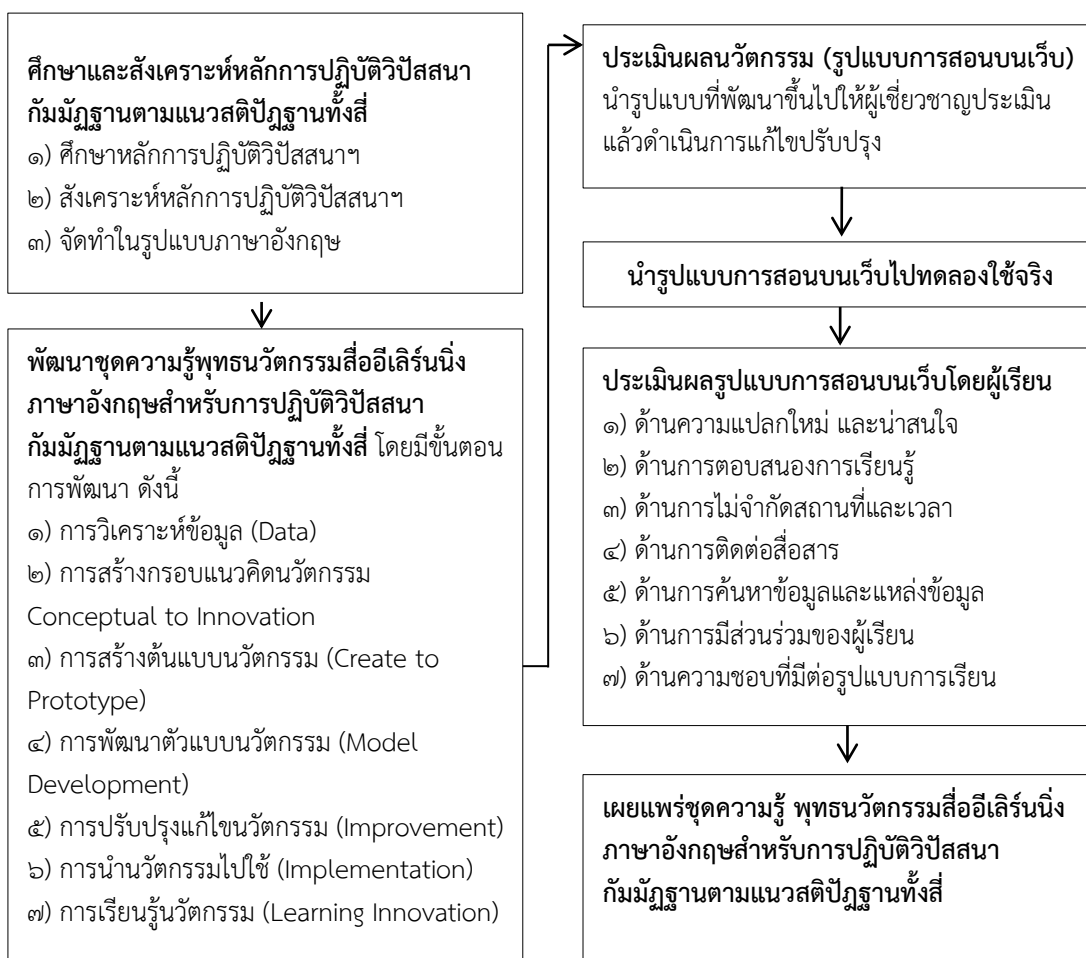 ศึกษาและสังเคราะห์หลักการปฏิบัติวิปัสสนา
กัมมัฏฐานตามแนวสติปัฏฐานทั้งสี่
๑) ศึกษาหลักการปฏิบัติวิปัสสนาฯ
๒) สังเคราะห์หลักการปฏิบัติวิปัสสนาฯ
๓) จัดทำในรูปแบบภาษาอังกฤษ
พัฒนาชุดความรู้พุทธนวัตกรรมสื่ออีเลิร์นนิ่ง
ภาษาอังกฤษสำหรับการปฏิบัติวิปัสสนา
กัมมัฏฐานตามแนวสติปัฏฐานทั้งสี่ โดยมีขั้นตอน
การพัฒนา ดังนี้
๑) การวิเคราะห์ข้อมูล (Data)
๒) การสร้างกรอบแนวคิดนวัตกรรม
Conceptual to Innovation
๓) การสร้างต้นแบบนวัตกรรม (Create to
Prototype)
๔) การพัฒนาตัวแบบนวัตกรรม (Model
Development)
๕) การปรับปรุงแก้ไขนวัตกรรม (Improvement)
๖) การนำนวัตกรรมไปใช้ (Implementation)
๗) การเรียนรู้นวัตกรรม (Learning Innovation)
ประเมินผลนวัตกรรม (รูปแบบการสอนบนเว็บ)
นำรูปแบบที่พัฒนาขึ้นไปให้ผู้เชี่ยวชาญประเมิน
แล้วดำเนินการแก้ไขปรับปรุง
นำรูปแบบการสอนบนเว็บไปทดลองใช้จริง
ประเมินผลรูปแบบการสอนบนเว็บโดยผู้เรียน
๑) ด้านความแปลกใหม่ และน่าสนใจ
๒) ด้านการตอบสนองการเรียนรู้
๓) ด้านการไม่จำกัดสถานที่และเวลา
๔) ด้านการติดต่อสื่อสาร
๕) ด้านการค้นหาข้อมูลและแหล่งข้อมูล
๖) ด้านการมีส่วนร่วมของผู้เรียน
๗) ด้านความชอบที่มีต่อรูปแบบการเรียน
เผยแพร่ชุดความรู้ พุทธนวัตกรรมสื่ออีเลิร์นนิ่ง
ภาษาอังกฤษสำหรับการปฏิบัติวิปัสสนา
กัมมัฏฐานตามแนวสติปัฏฐานทั้งสี่